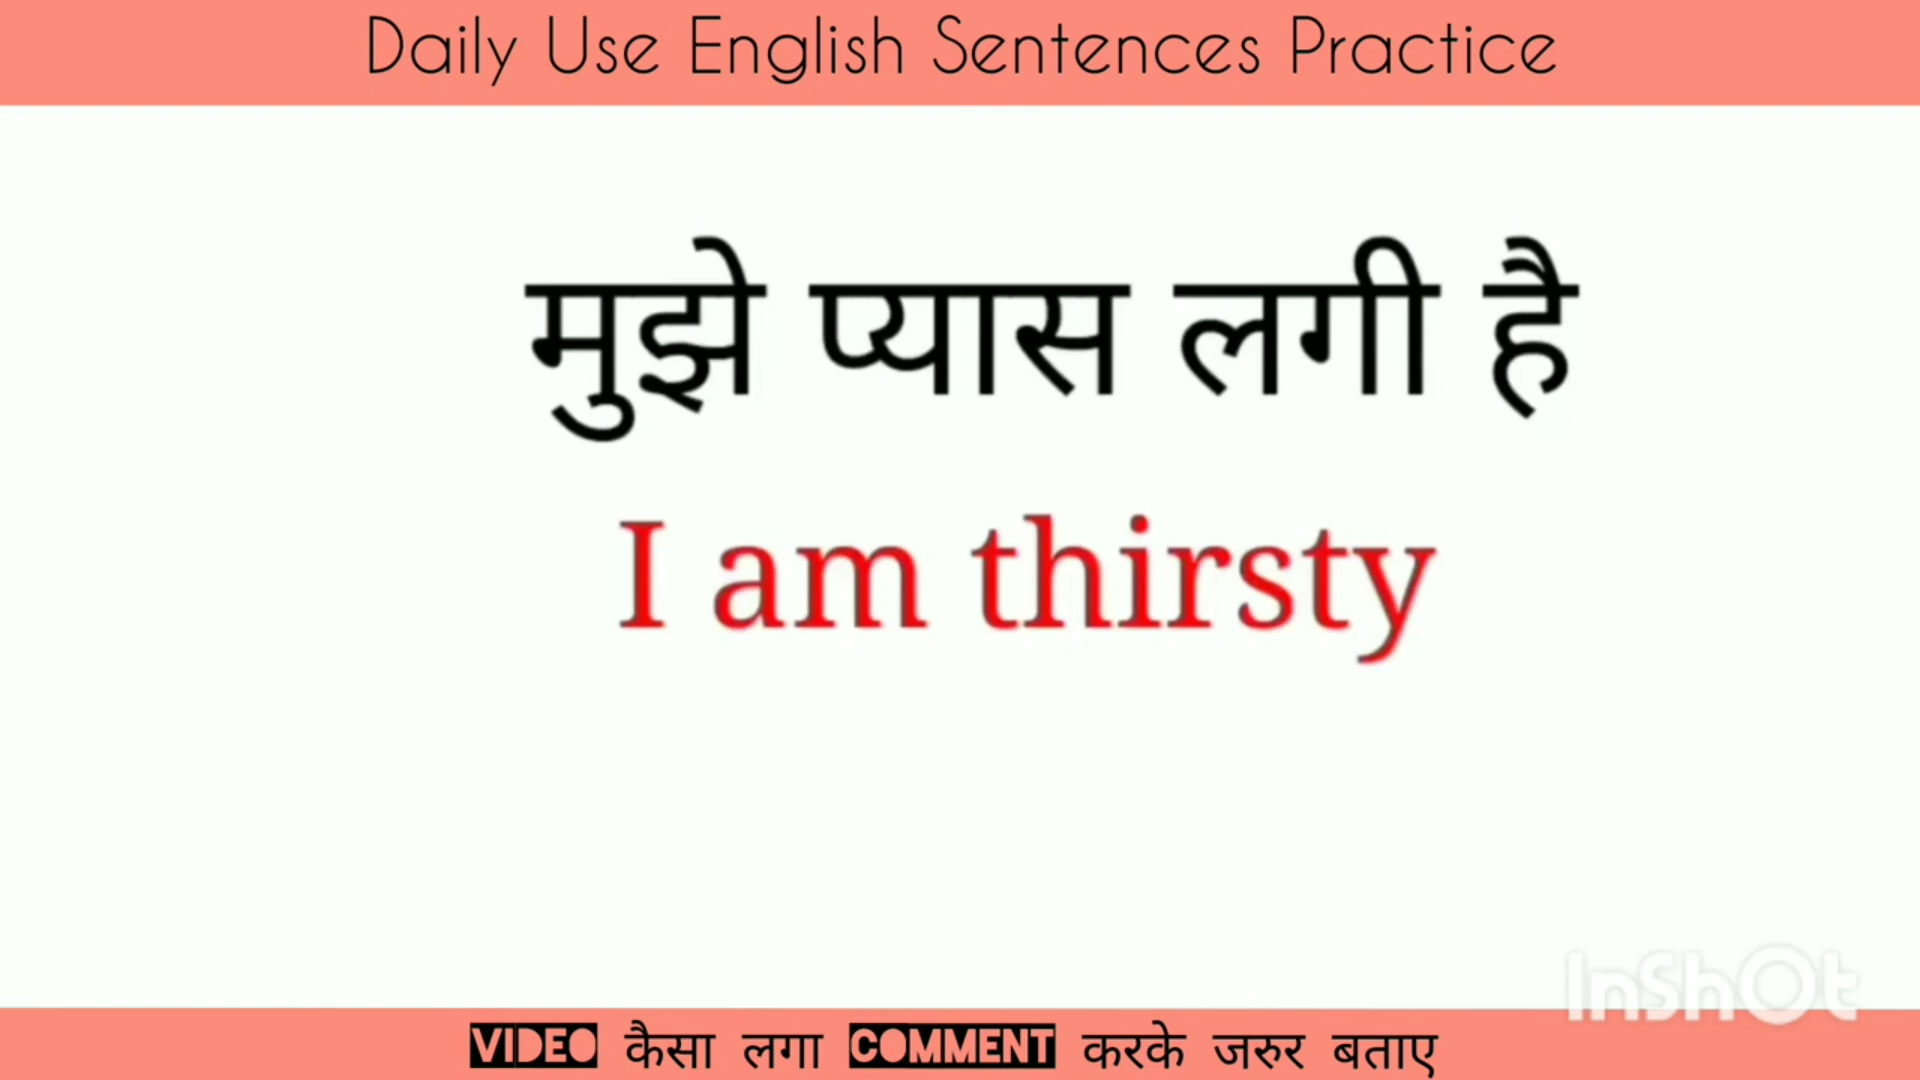 Daily Use English Sentences Practice
मुझे प्यास लगी है
I am thirsty
InShOt
VIDEO कैसा लगा COMMENT करके जरुर बताए